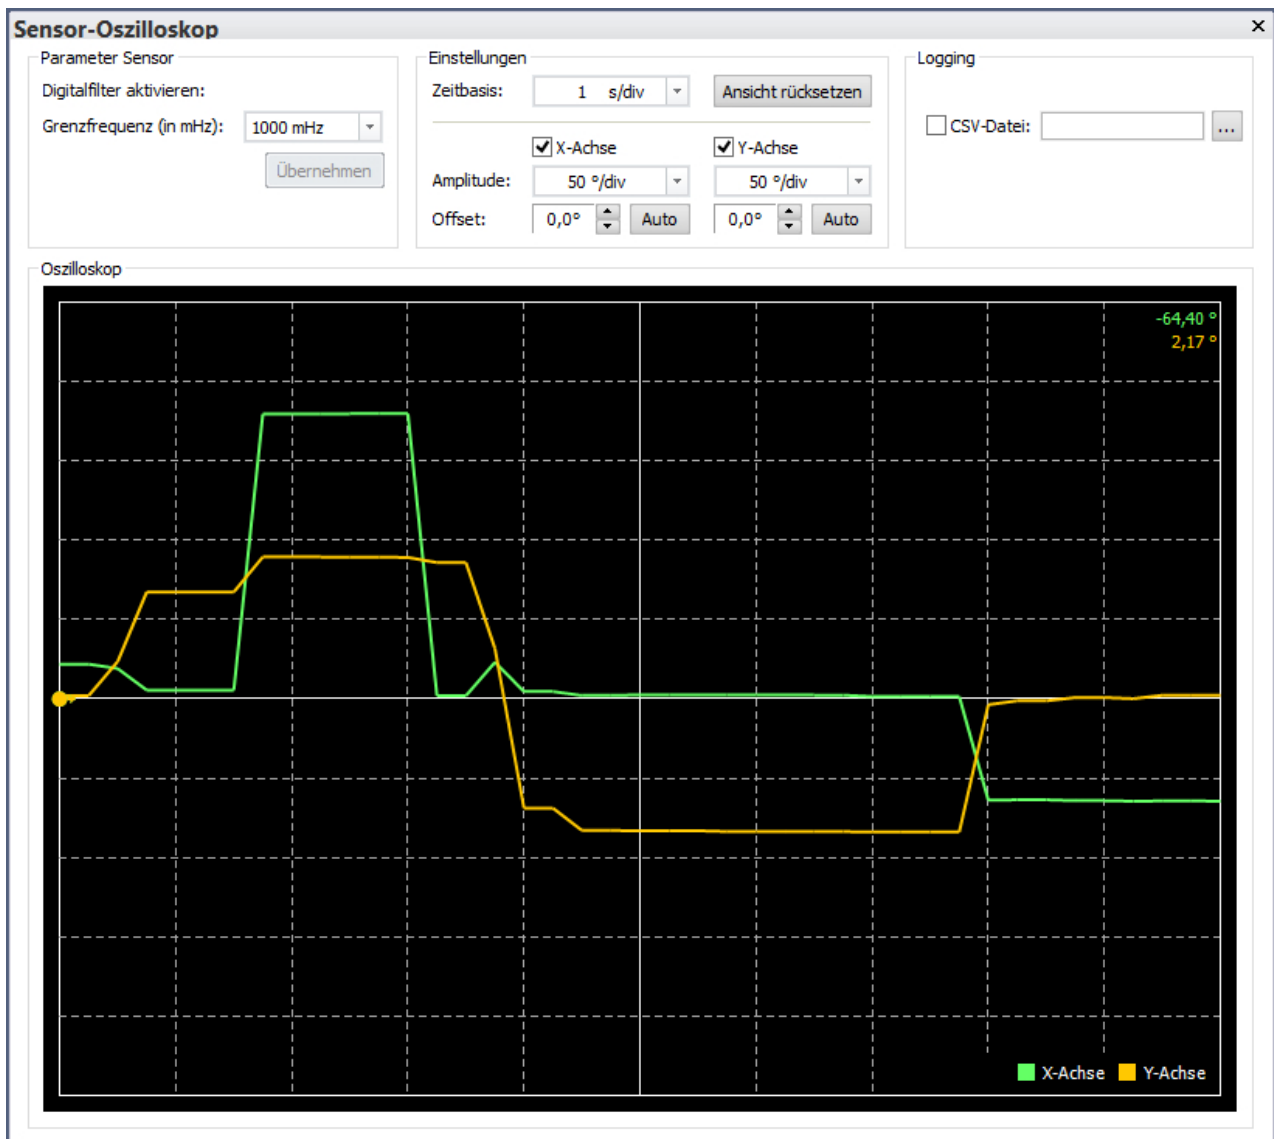 Sensor-Oszilloskop
Parameter Sensor
Digitalfilter aktivieren:
Grenzfrequenz (in mHz): 1000 mHz
Übernehmen
Einstellungen
Zeitbasis: 1 s/div Ansicht rücksetzen
X-Achse Y-Achse
Amplitude: 50 °/div 50 °/div
Offset: 0,0° Auto 0,0° Auto
Logging
CSV-Datei: ...
Oszilloskop
-64,40 °
2,17 °
X-Achse Y-Achse